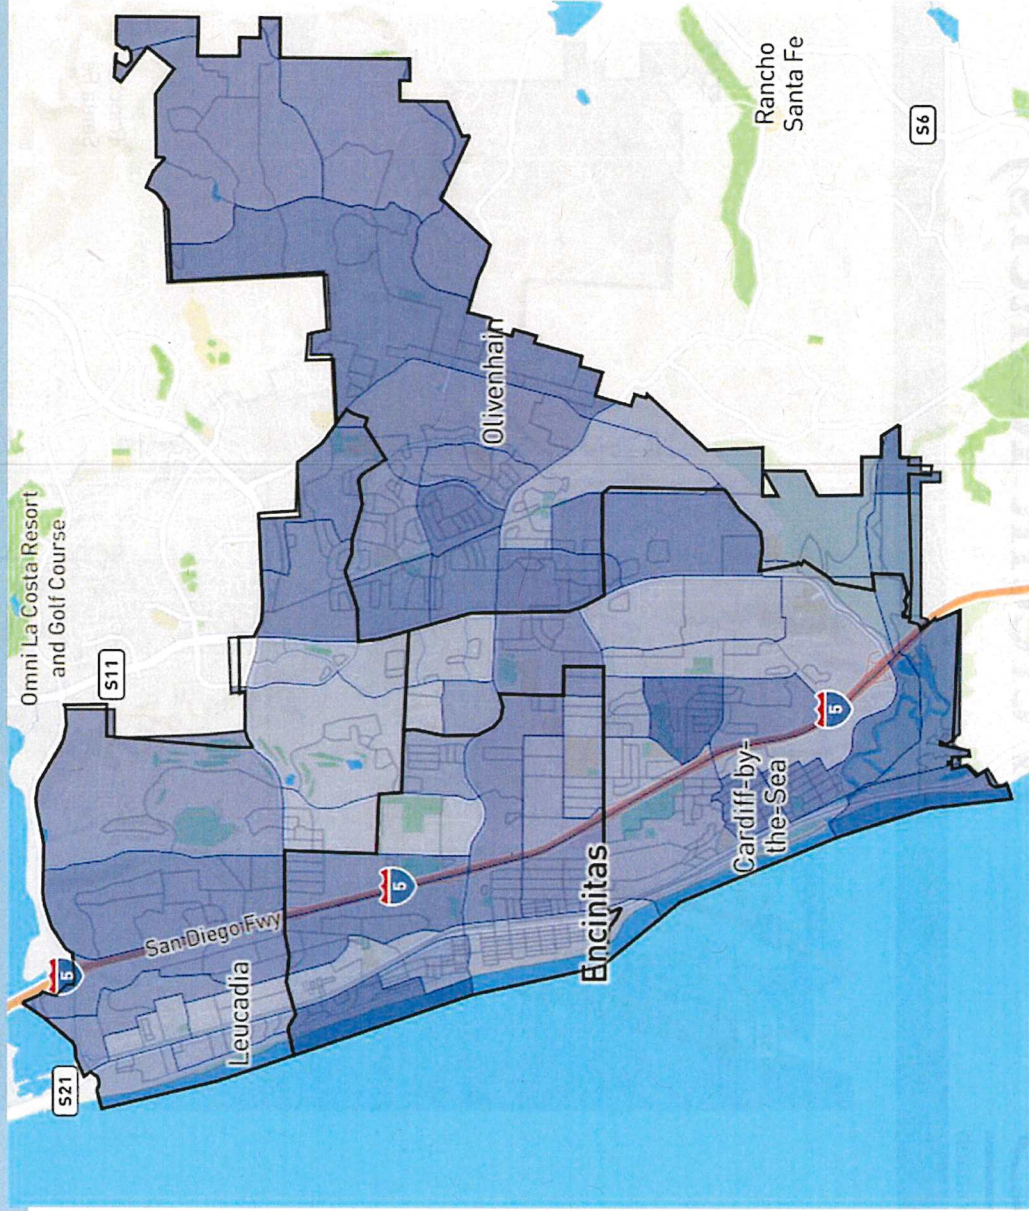 Omni La Costa Resort
and Golf Course
S11
5
S21
San Diego Fwy
Leucadia
5
Olivenhain
Encinitas
Rancho
Santa Fe
Cardiff-by-
the-Sea
5
S6